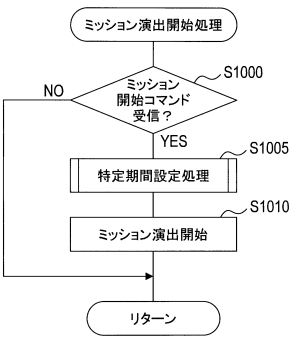 ミッション演出開始処理
S1000
ミッション
開始コマンド
受信？
NO
YES
S1005
特定期間設定処理
S1010
ミッション演出開始
リターン